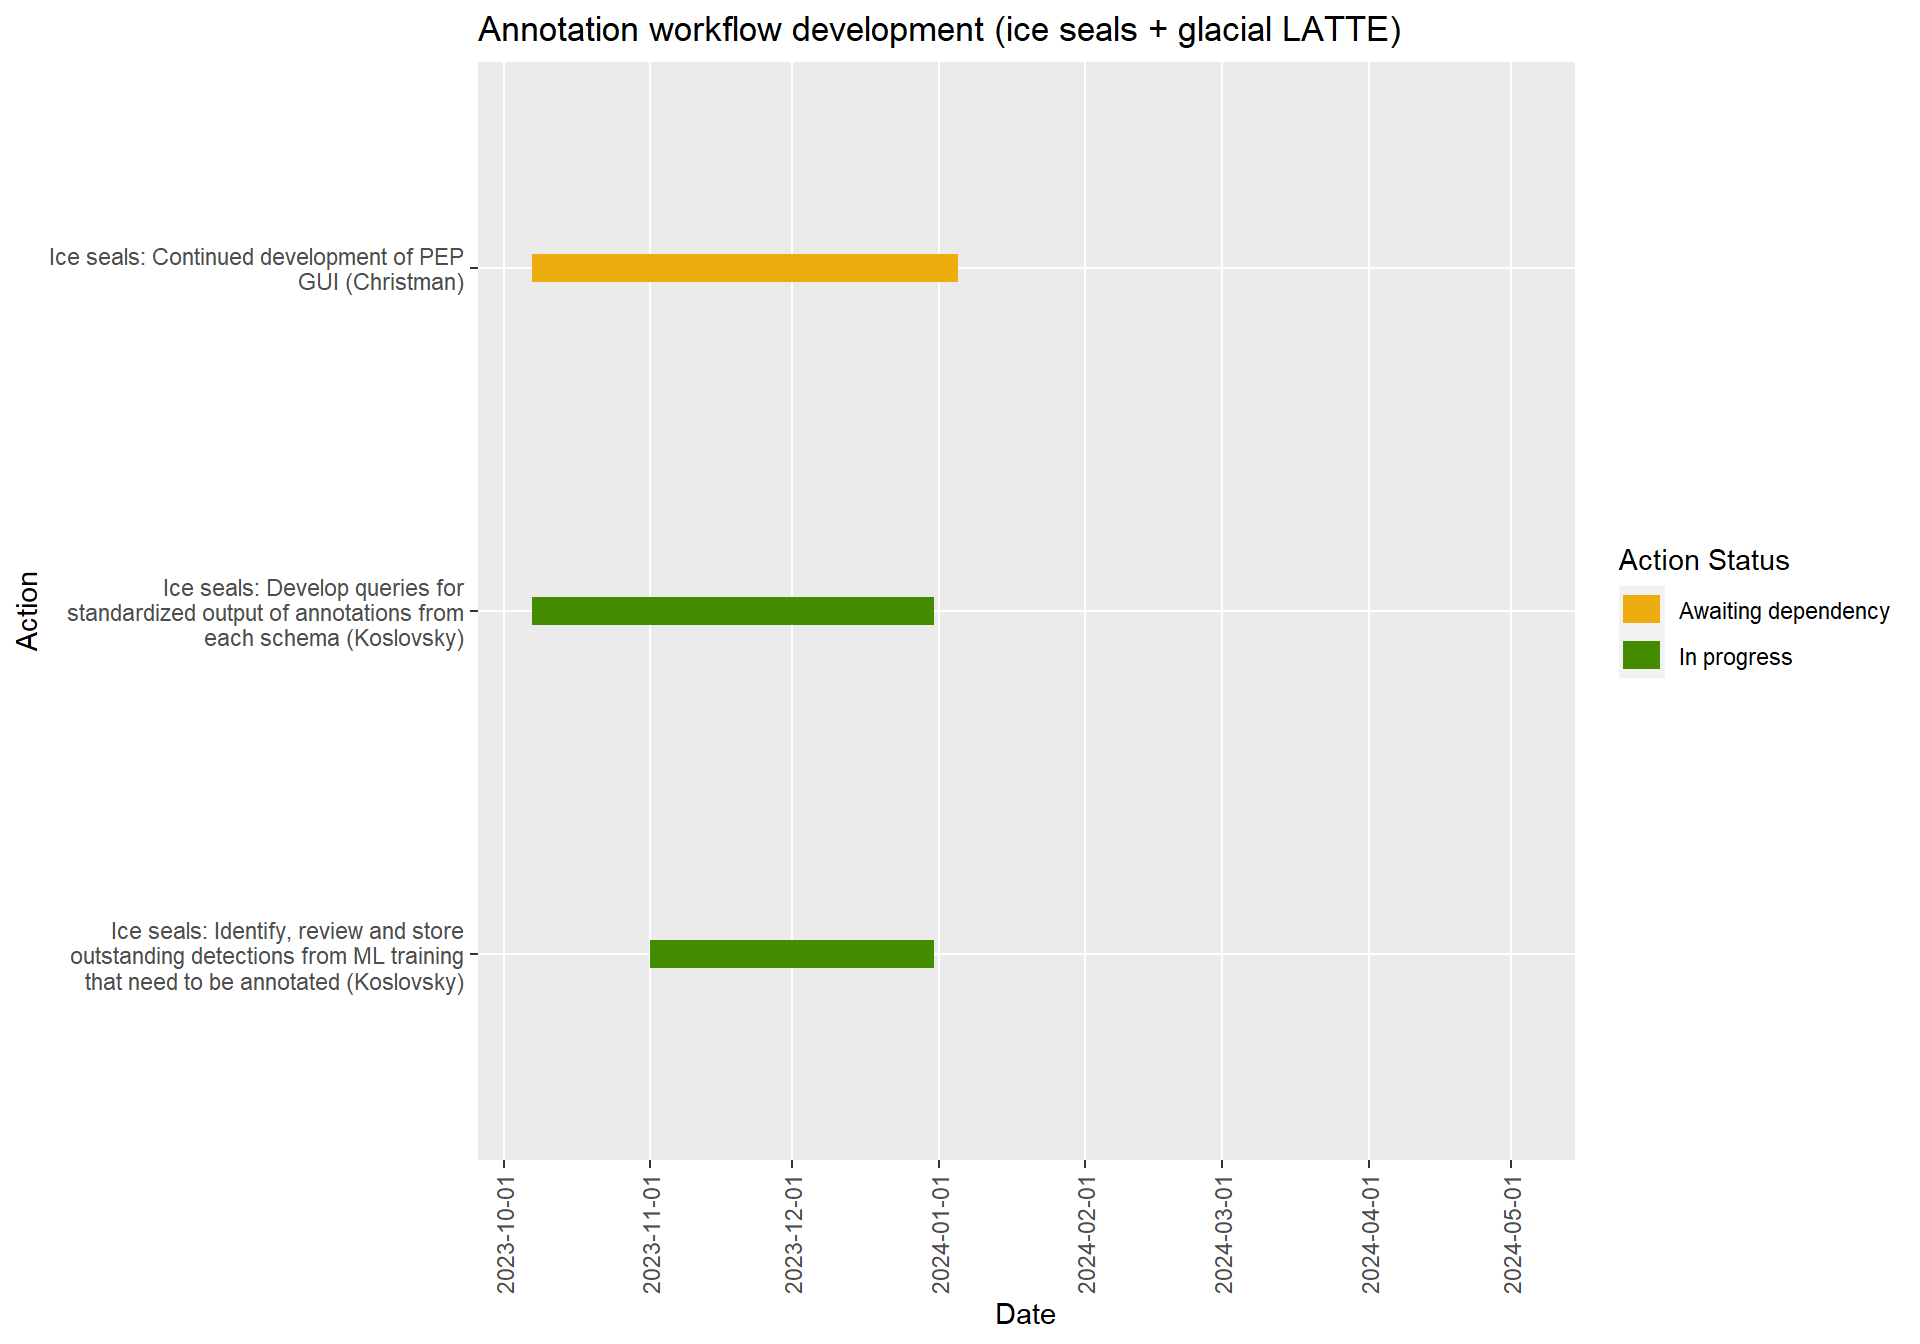 Annotation workflow development (ice seals + glacial LATTE)
Action
Ice seals: Continued development of PEP
GUI (Christman)
Ice seals: Develop queries for
standardized output of annotations from
each schema (Koslovsky)
Ice seals: Identify, review and store
outstanding detections from ML training
that need to be annotated (Koslovsky)
2023-10-01
2023-11-01
2023-12-01
2024-01-01
2024-02-01
2024-03-01
2024-04-01
2024-05-01
Date
Action Status
Awaiting dependency
In progress